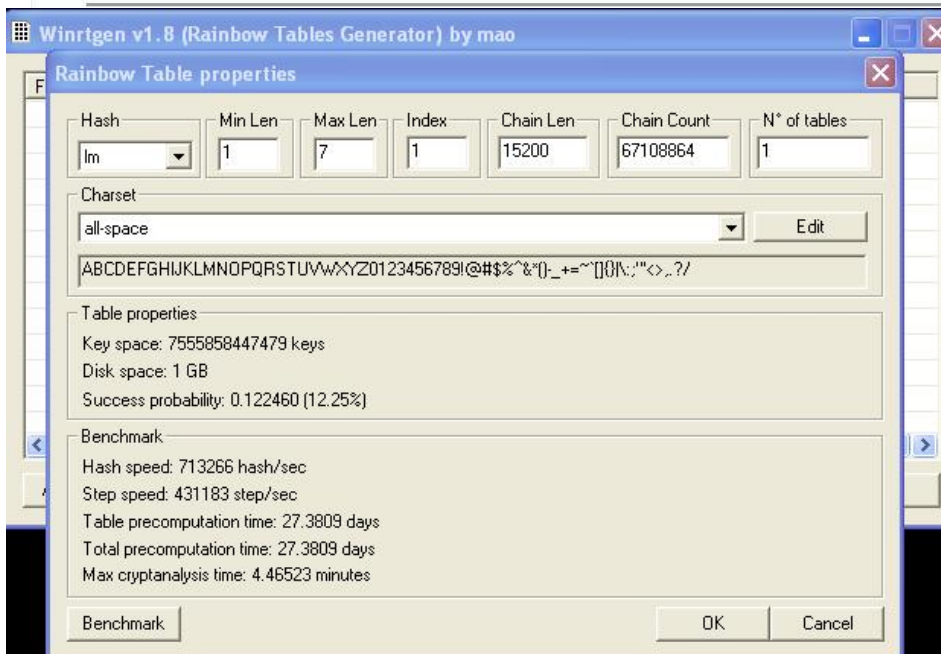 Winrtgen v1.8 (Rainbow Tables Generator) by mao
F
Rainbow Table properties
Hash
Min Len
Max Len
Index
Chain Len
Chain Count
N° of tables
lm
1
7
1
15200
67108864
1
Charset
all-space
Edit
ABCDEFGHIJKLMNOPQRSTUVWXYZ0123456789!@#$%^&*()-_+=~`[]{}|\:;'"<>,.?/
Table properties
Key space: 7555858447479 keys
Disk space: 1 GB
Success probability: 0.122460 (12.25%)
Benchmark
Hash speed: 713266 hash/sec
Step speed: 431183 step/sec
Table precomputation time: 27.3809 days
Total precomputation time: 27.3809 days
Max cryptanalysis time: 4.46523 minutes
Benchmark
OK
Cancel